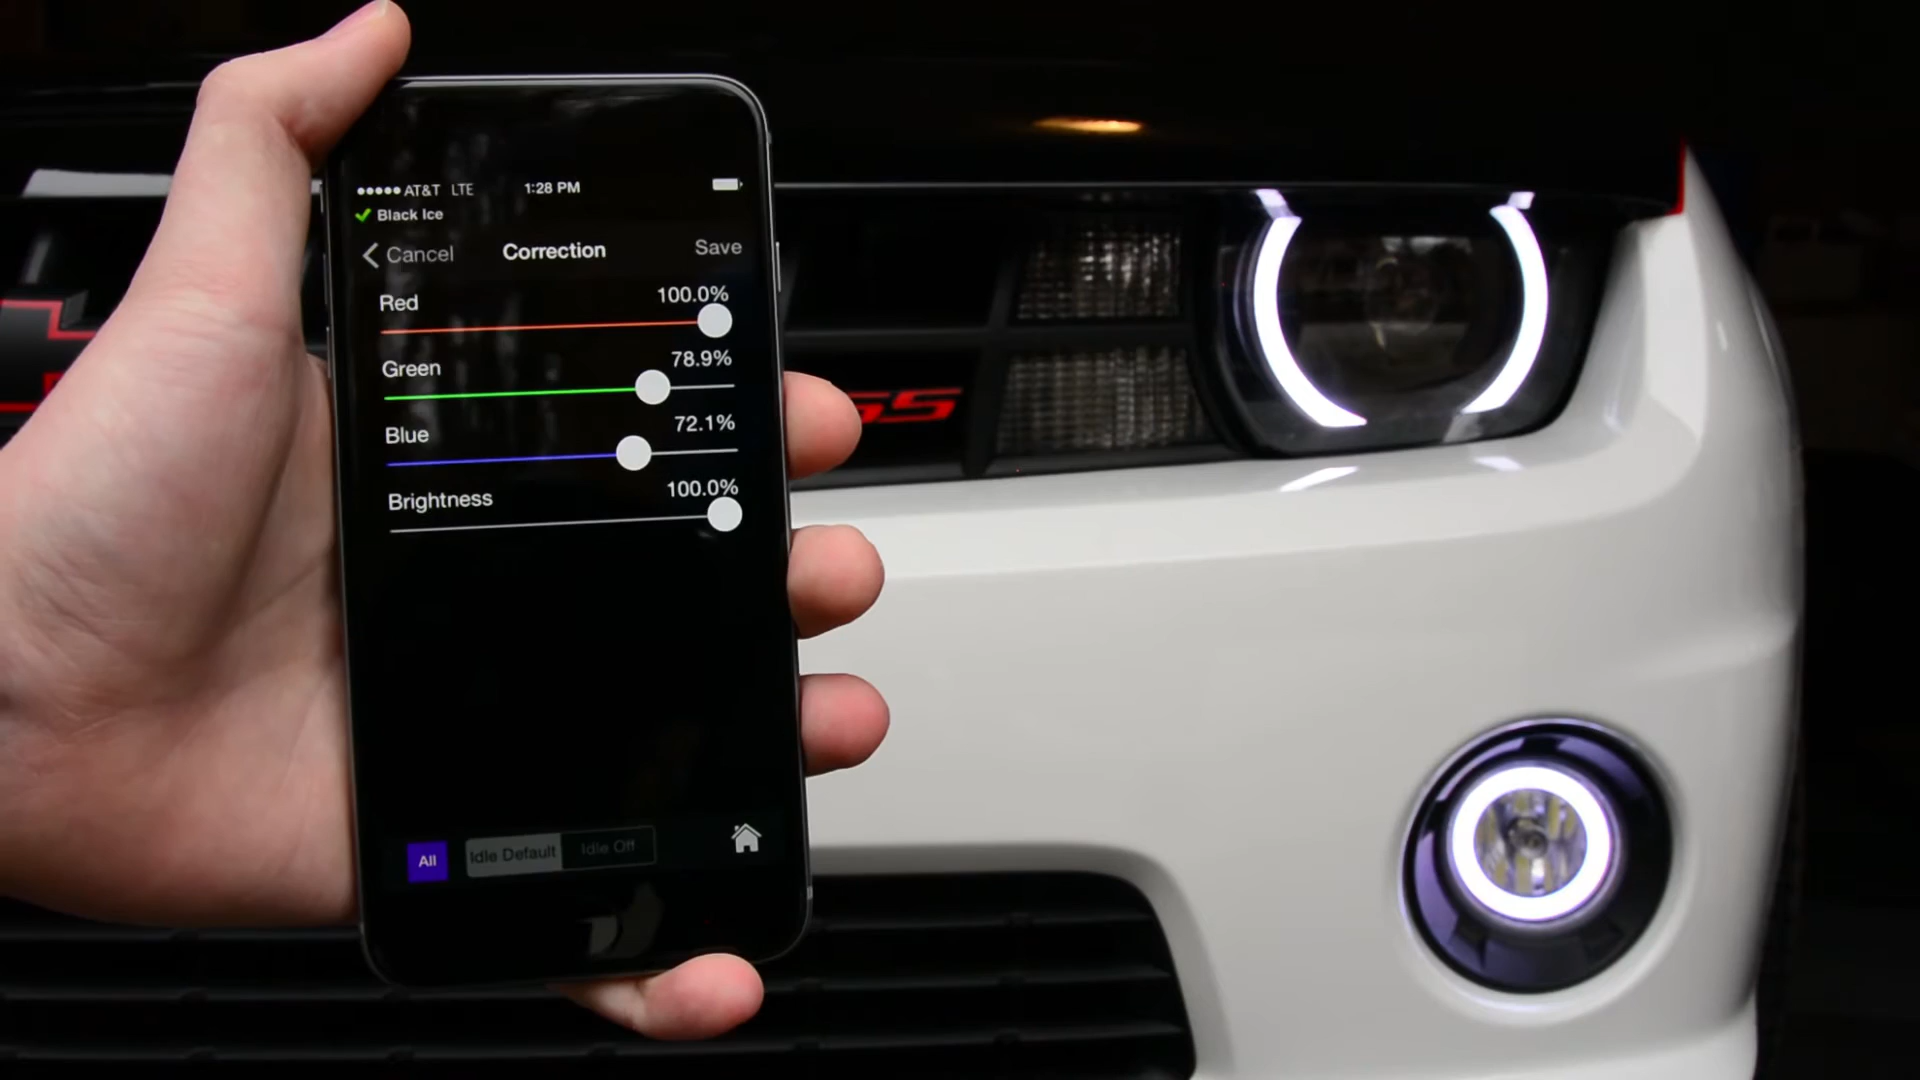 ●●●●● AT&T LTE 1:28 PM
Black Ice
Cancel Correction Save
Red 100.0%
Green 78.9%
Blue 72.1%
Brightness 100.0%
All Idle Default Idle Off
SS